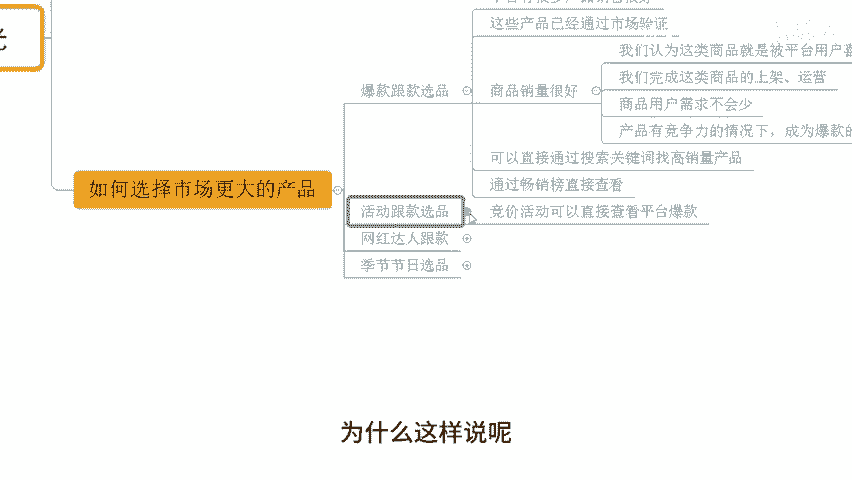 这些产品已经通过市场验证
我们认为这类商品就是被平台用户喜
爆款跟款选品
商品销量很好
我们完成这类商品的上架、运营
商品用户需求不会少
产品有竞争力的情况下，成为爆款的
可以直接通过搜索关键词找高销量产品
通过畅销榜直接查看
如何选择市场更大的产品
活动跟款选品
竞价活动可以直接查看平台爆款
网红达人跟款
季节节日选品
为什么这样说呢